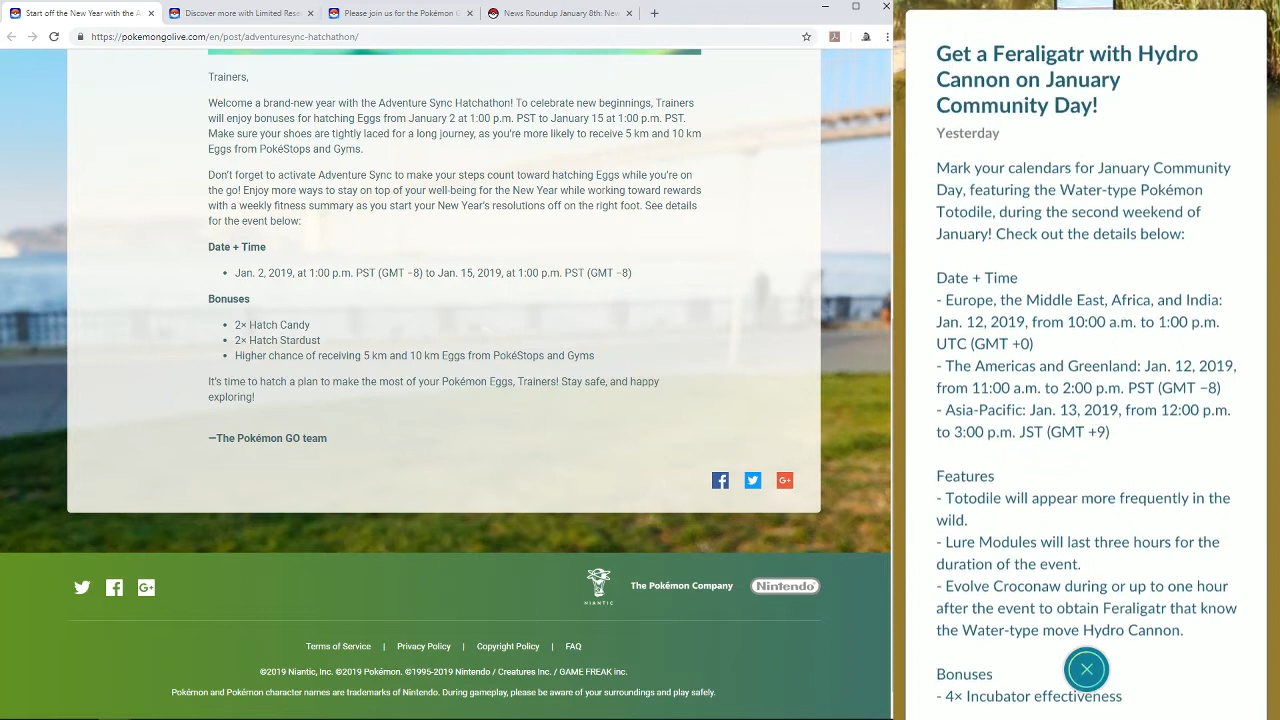 Start off the new year with the A
Discover more with Limited Rese
Please join us for the Pokémon C
News Roundup January 8th: New
https://pokemongolive.com/en/post/adventuresync-hatchathon/
Trainers,
Welcome a brand-new year with the Adventure Sync Hatchathon! To celebrate new beginnings, Trainers
will enjoy bonuses for hatching Eggs from January 2 at 1:00 p.m. PST to January 15 at 1:00 p.m. PST.
Make sure your shoes are tightly laced for a long journey, as you're more likely to receive 5 km and 10 km
Eggs from PokéStops and Gyms.
Don't forget to activate Adventure Sync to make your steps count toward hatching Eggs while you're on
the go! Enjoy more ways to stay on top of your well-being for the New Year while working toward rewards
with a weekly fitness summary as you start your New Year's resolutions off on the right foot. See details
for the event below:
Date + Time
• Jan. 2, 2019, at 1:00 p.m. PST (GMT −8) to Jan. 15, 2019, at 1:00 p.m. PST (GMT −8)
Bonuses
• 2× Hatch Candy
• 2× Hatch Stardust
• Higher chance of receiving 5 km and 10 km Eggs from PokéStops and Gyms
It's time to hatch a plan to make the most of your Pokémon Eggs, Trainers! Stay safe, and happy
exploring!
—The Pokémon GO team
G+
G+
NIANTIC
The Pokémon Company
Nintendo
Terms of Service | Privacy Policy | Copyright Policy | FAQ
©2019 Niantic, Inc. ©2019 Pokémon. ©1995-2019 Nintendo / Creatures Inc. / GAME FREAK inc.
Pokémon and Pokémon character names are trademarks of Nintendo. During gameplay, please be aware of your surroundings and play safely.
Get a Feraligatr with Hydro
Cannon on January
Community Day!
Yesterday
Mark your calendars for January Community
Day, featuring the Water-type Pokémon
Totodile, during the second weekend of
January! Check out the details below:
Date + Time
- Europe, the Middle East, Africa, and India:
Jan. 12, 2019, from 10:00 a.m. to 1:00 p.m.
UTC (GMT +0)
- The Americas and Greenland: Jan. 12, 2019,
from 11:00 a.m. to 2:00 p.m. PST (GMT −8)
- Asia-Pacific: Jan. 13, 2019, from 12:00 p.m.
to 3:00 p.m. JST (GMT +9)
Features
- Totodile will appear more frequently in the
wild.
- Lure Modules will last three hours for the
duration of the event.
- Evolve Croconaw during or up to one hour
after the event to obtain Feraligatr that know
the Water-type move Hydro Cannon.
Bonuses
- 4× Incubator effectiveness